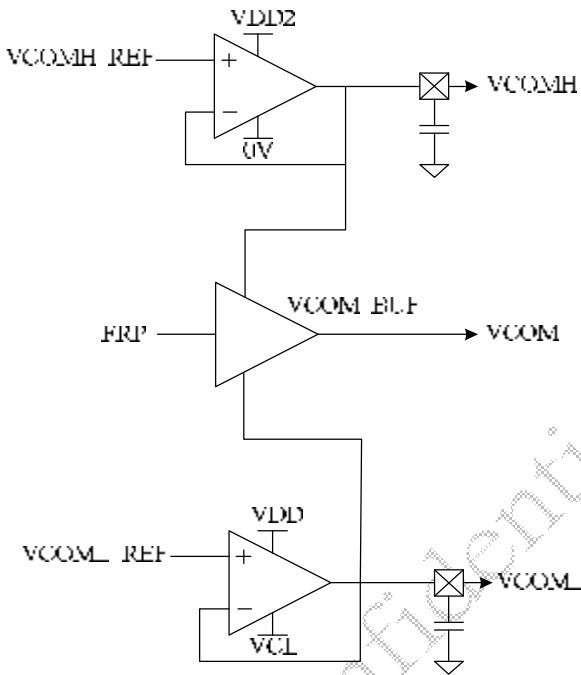 VDD2
VCOMH_REF
+
−
0V
VCOMH
VCOM_BUF
FRP
VCOM
VDD
VCOML_REF
+
−
VCL
VCOML